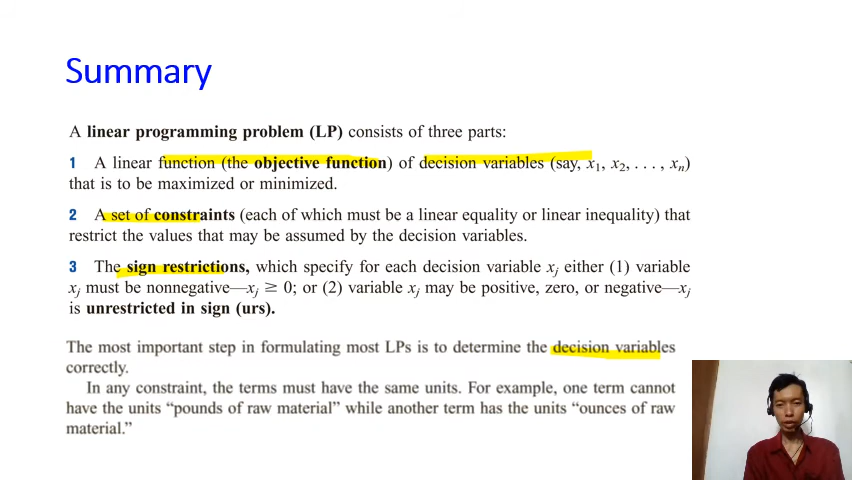 Summary
A linear programming problem (LP) consists of three parts:
1 A linear function (the objective function) of decision variables (say, x₁, x₂, . . . , xₙ)
that is to be maximized or minimized.
2 A set of constraints (each of which must be a linear equality or linear inequality) that
restrict the values that may be assumed by the decision variables.
3 The sign restrictions, which specify for each decision variable xⱼ either (1) variable
xⱼ must be nonnegative—xⱼ ≥ 0; or (2) variable xⱼ may be positive, zero, or negative—xⱼ
is unrestricted in sign (urs).
The most important step in formulating most LPs is to determine the decision variables
correctly.
In any constraint, the terms must have the same units. For example, one term cannot
have the units “pounds of raw material” while another term has the units “ounces of raw
material.”